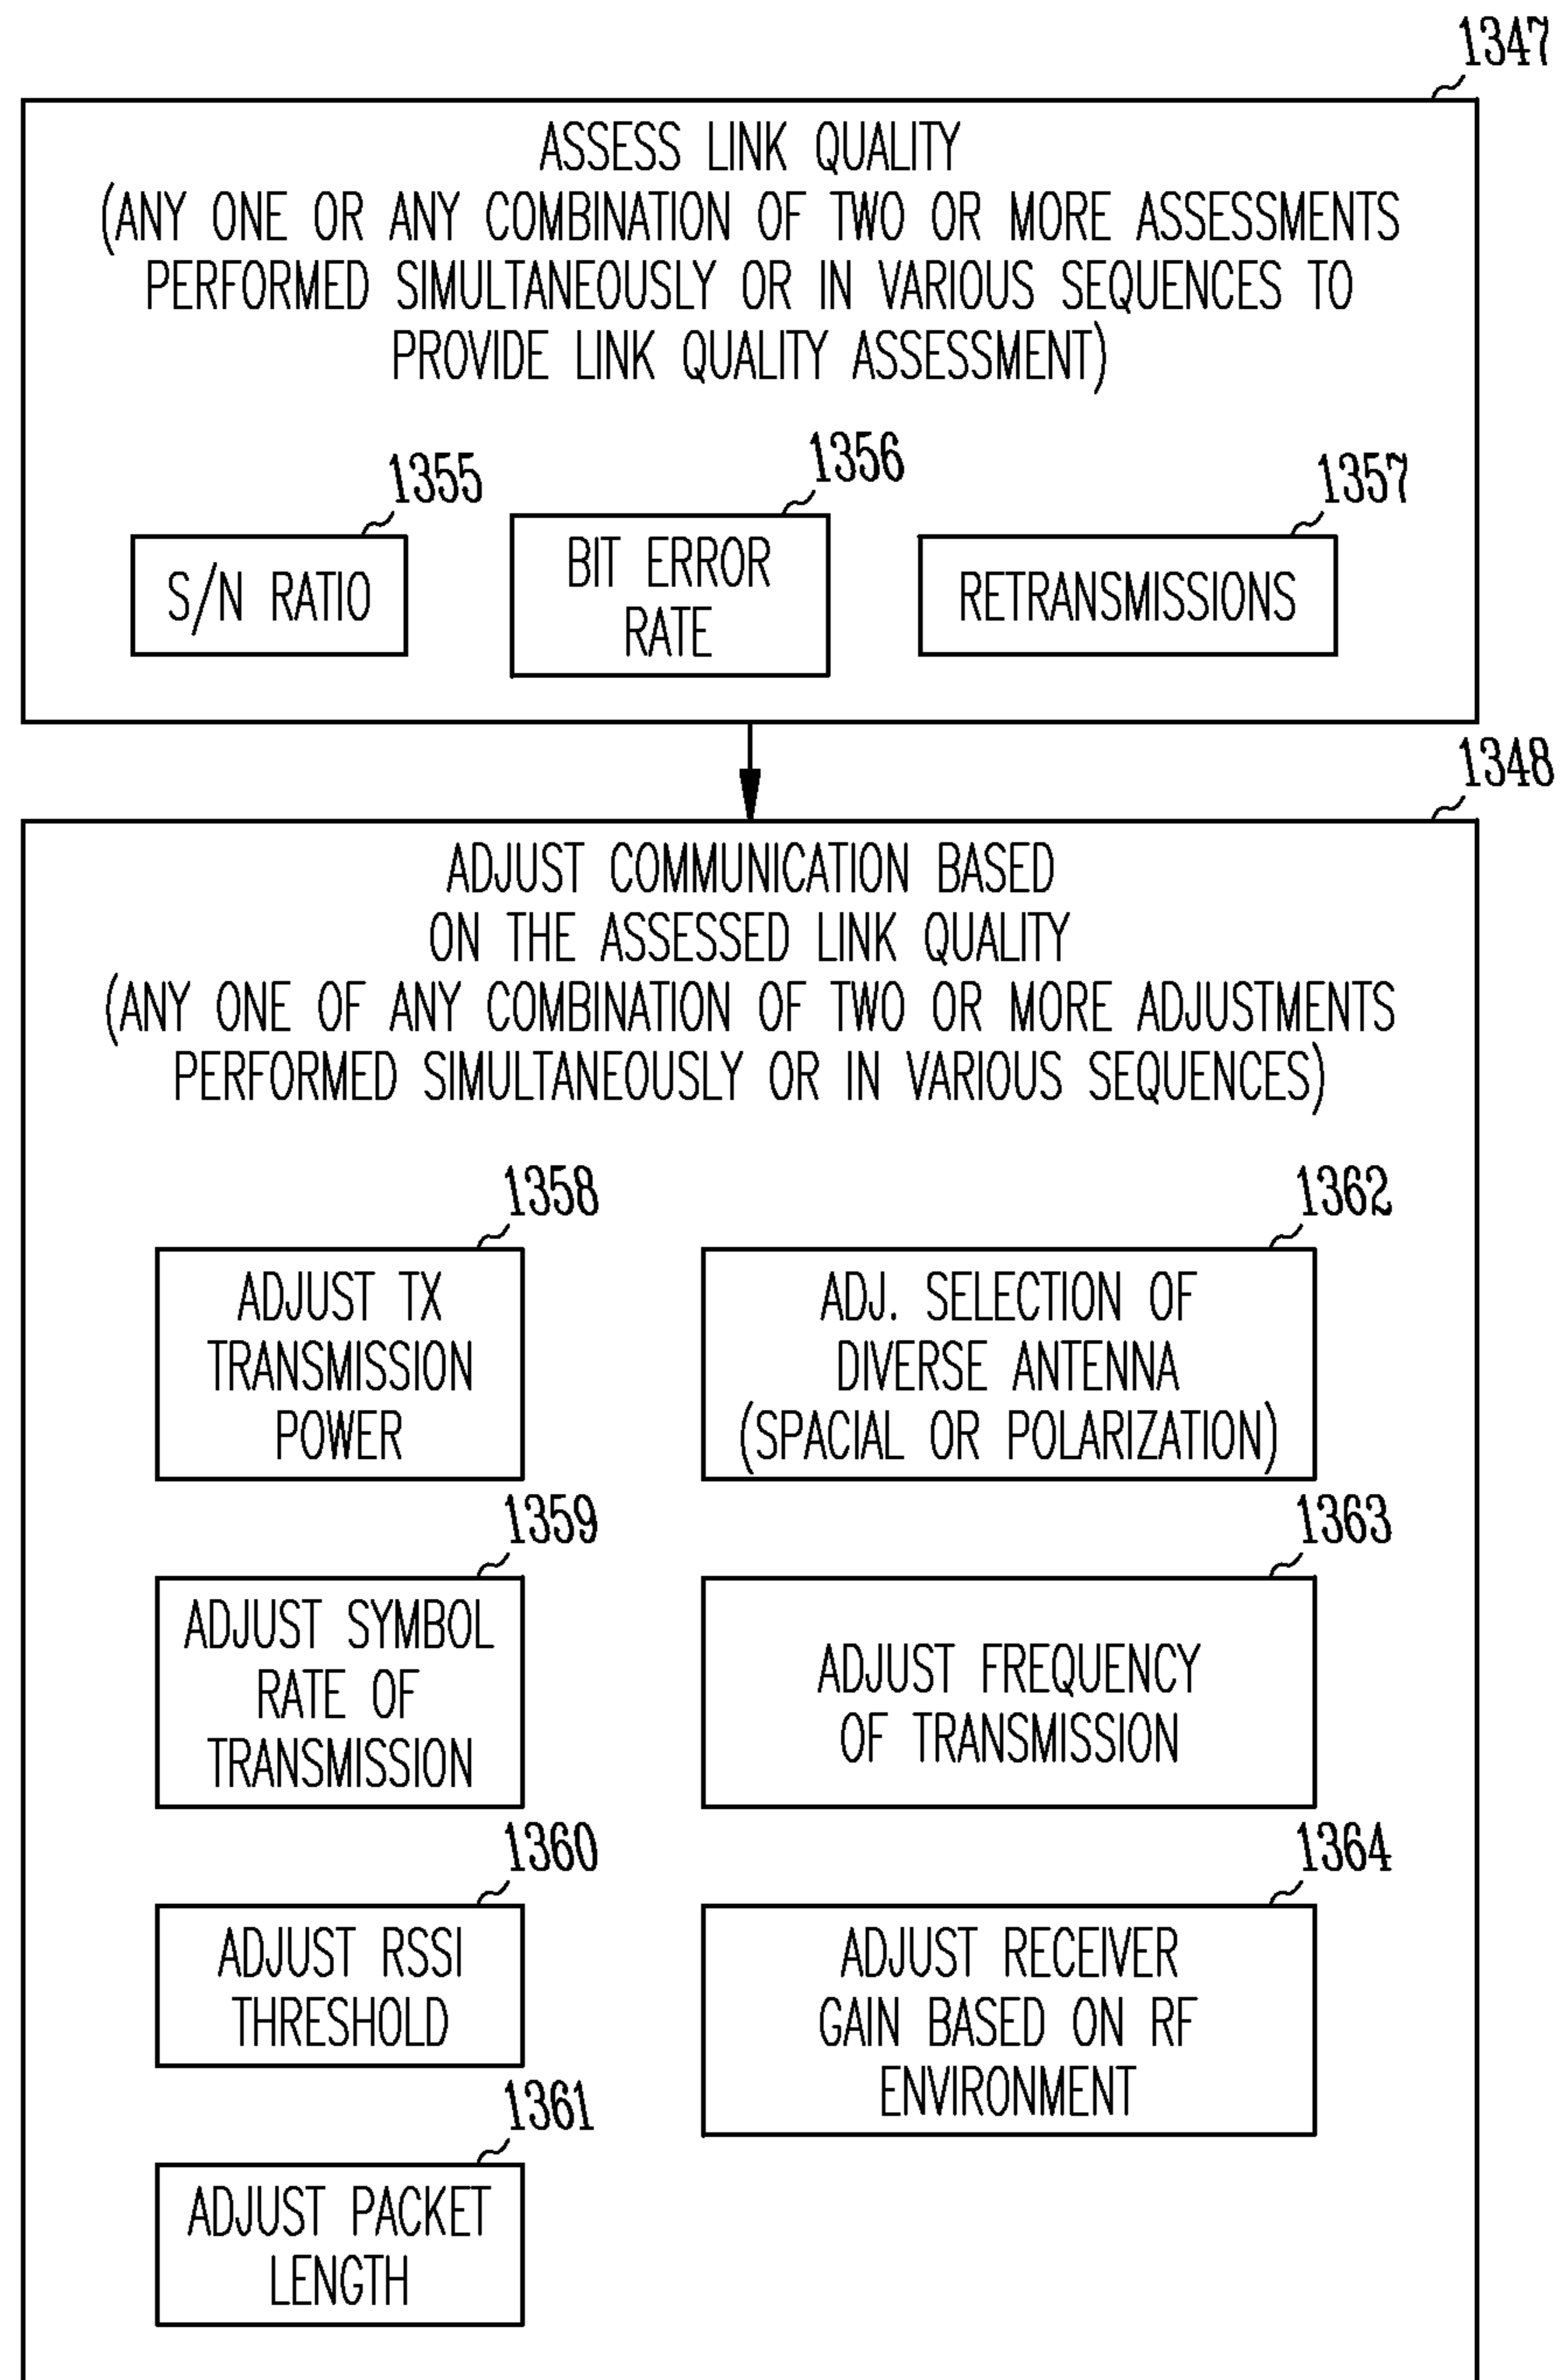 1347
ASSESS LINK QUALITY
(ANY ONE OR ANY COMBINATION OF TWO OR MORE ASSESSMENTS
PERFORMED SIMULTANEOUSLY OR IN VARIOUS SEQUENCES TO
PROVIDE LINK QUALITY ASSESSMENT)
1355
S/N RATIO
1356
BIT ERROR
RATE
1357
RETRANSMISSIONS
1348
ADJUST COMMUNICATION BASED
ON THE ASSESSED LINK QUALITY
(ANY ONE OF ANY COMBINATION OF TWO OR MORE ADJUSTMENTS
PERFORMED SIMULTANEOUSLY OR IN VARIOUS SEQUENCES)
1358
ADJUST TX
TRANSMISSION
POWER
1362
ADJ. SELECTION OF
DIVERSE ANTENNA
(SPACIAL OR POLARIZATION)
1359
ADJUST SYMBOL
RATE OF
TRANSMISSION
1363
ADJUST FREQUENCY
OF TRANSMISSION
1360
ADJUST RSSI
THRESHOLD
1364
ADJUST RECEIVER
GAIN BASED ON RF
ENVIRONMENT
1361
ADJUST PACKET
LENGTH